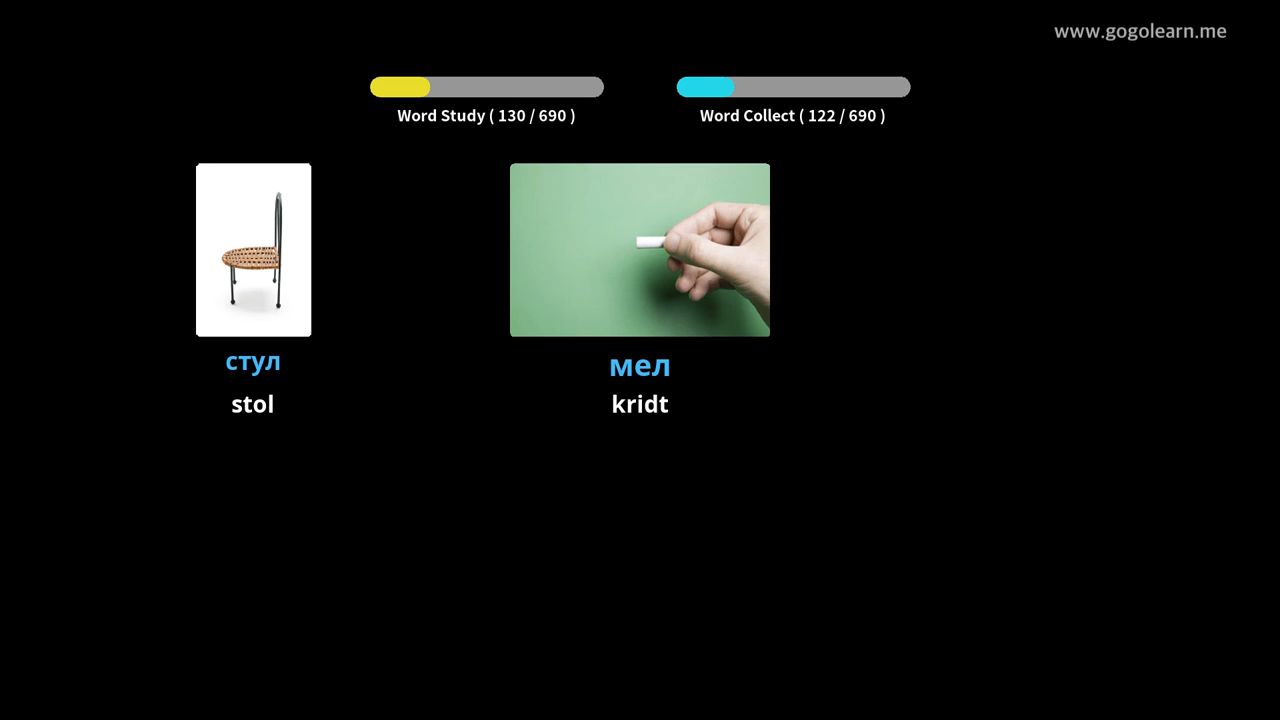 www.gogolearn.me
Word Study ( 130 / 690 )
Word Collect ( 122 / 690 )
стул
stol
мел
kridt